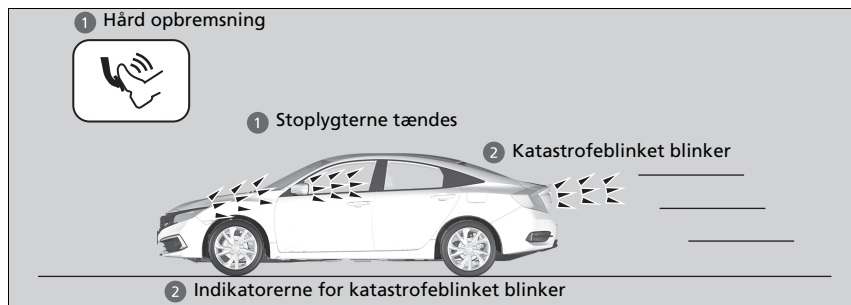 1 Hård opbremsning
1 Stoplygterne tændes
2 Katastrofeblinket blinker
2 Indikatorerne for katastrofeblinket blinker